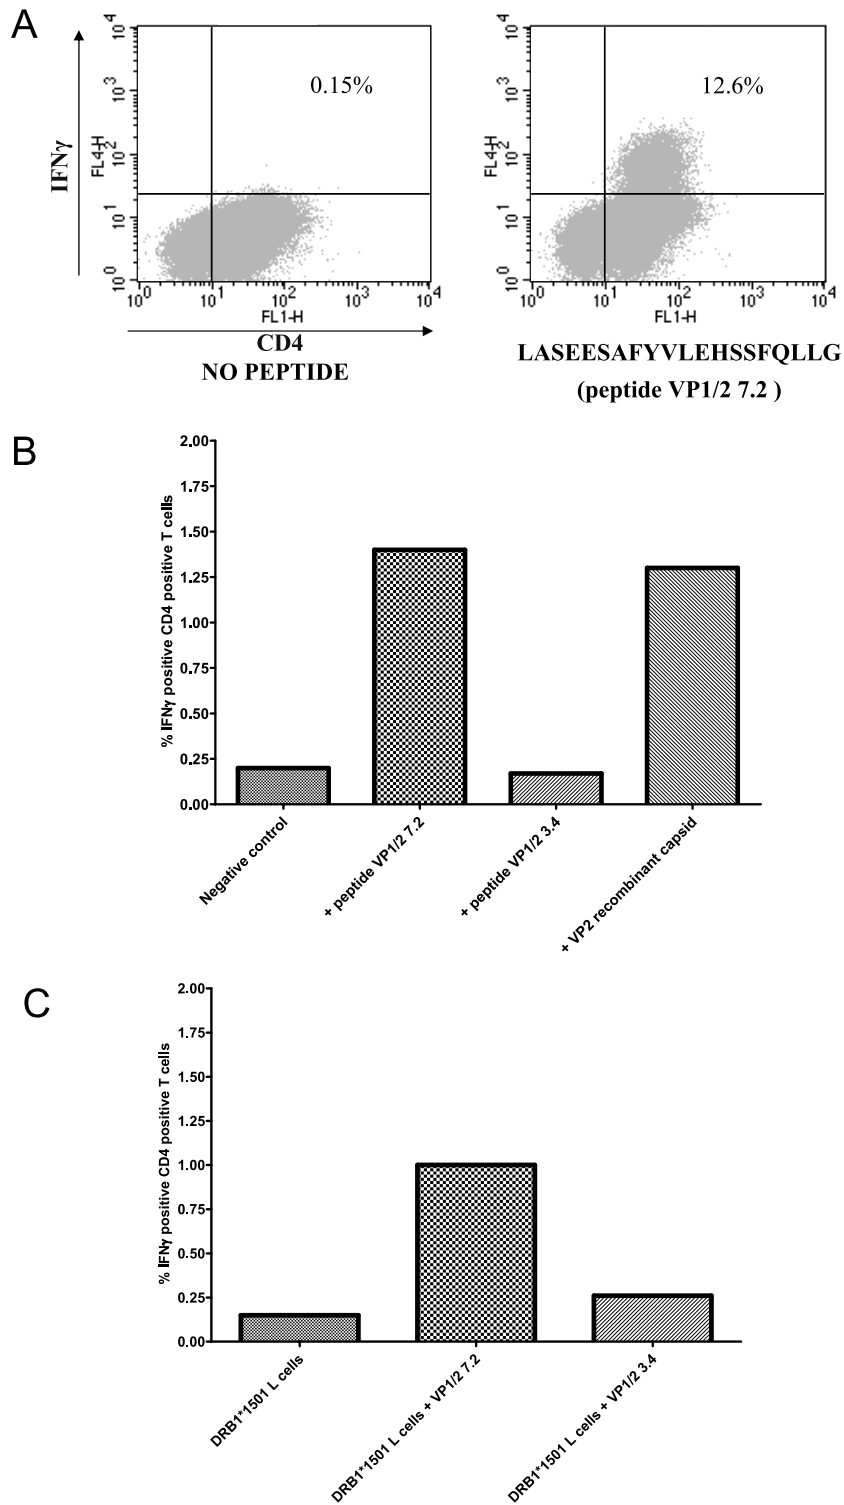 A
IFNγ
FL4-H
10^4
10^3
10^2
10^1
10^0
0.15%
10^0 10^1 10^2 10^3 10^4
FL1-H
CD4
NO PEPTIDE
FL4-H
10^4
10^3
10^2
10^1
10^0
12.6%
10^0 10^1 10^2 10^3 10^4
FL1-H
LASEESAFYVLEHSSFQLLG
(peptide VP1/2 7.2 )
B
% IFNγ positive CD4 positive T cells
2.00
1.75
1.50
1.25
1.00
0.75
0.50
0.25
0.00
Negative control
+ peptide VP1/2 7.2
+ peptide VP1/2 3.4
+ VP2 recombinant capsid
C
% IFNγ positive CD4 positive T cells
2.00
1.75
1.50
1.25
1.00
0.75
0.50
0.25
0.00
DRB1*1501 L cells
DRB1*1501 L cells + VP1/2 7.2
DRB1*1501 L cells + VP1/2 3.4